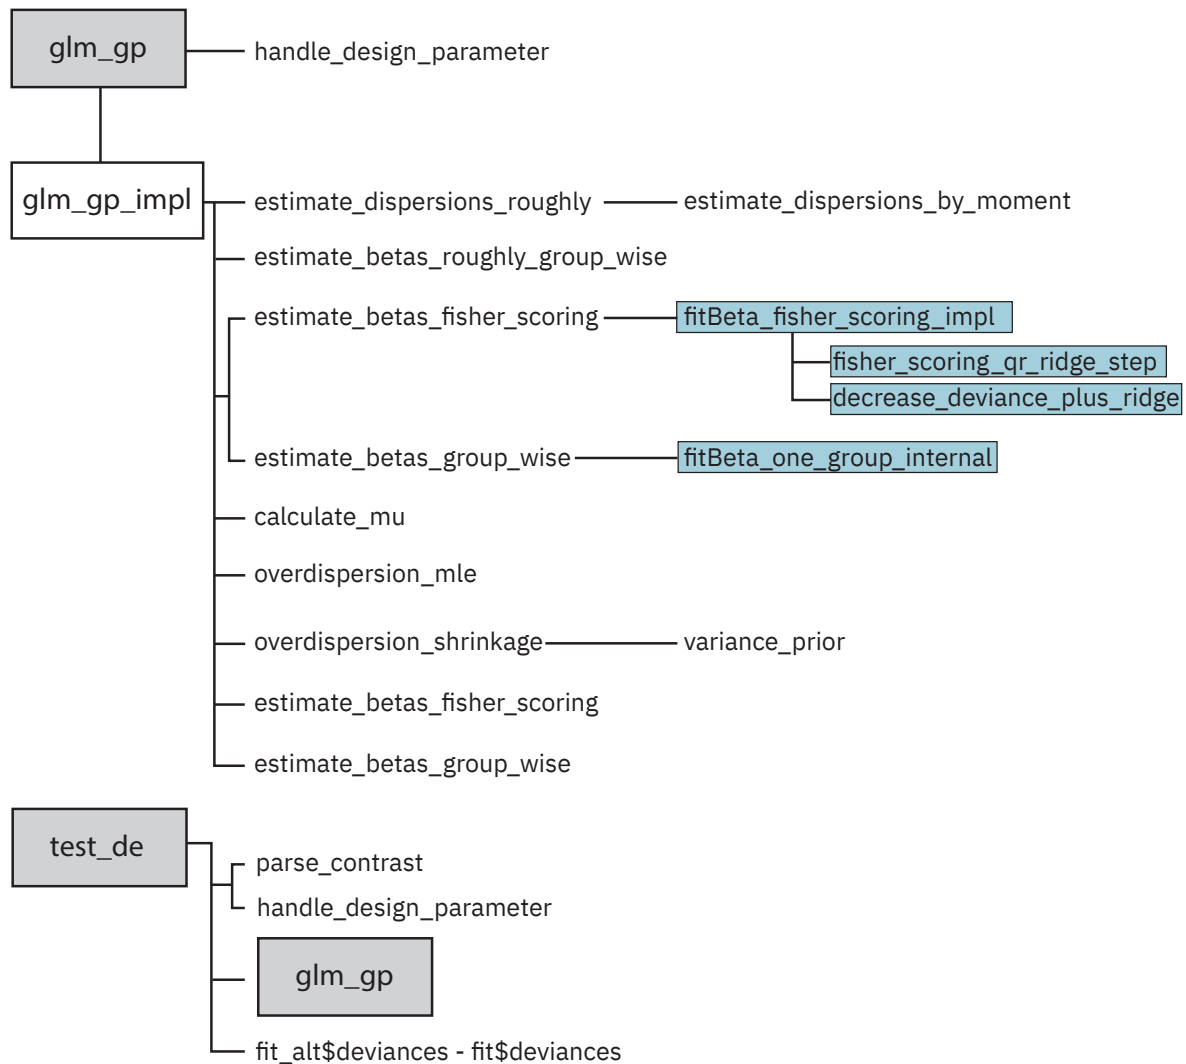 glm_gp
handle_design_parameter
glm_gp_impl
estimate_dispersions_roughly
estimate_dispersions_by_moment
estimate_betas_roughly_group_wise
estimate_betas_fisher_scoring
fitBeta_fisher_scoring_impl
fisher_scoring_qr_ridge_step
decrease_deviance_plus_ridge
estimate_betas_group_wise
fitBeta_one_group_internal
calculate_mu
overdispersion_mle
overdispersion_shrinkage
variance_prior
estimate_betas_fisher_scoring
estimate_betas_group_wise
test_de
parse_contrast
handle_design_parameter
glm_gp
fit_alt$deviances - fit$deviances